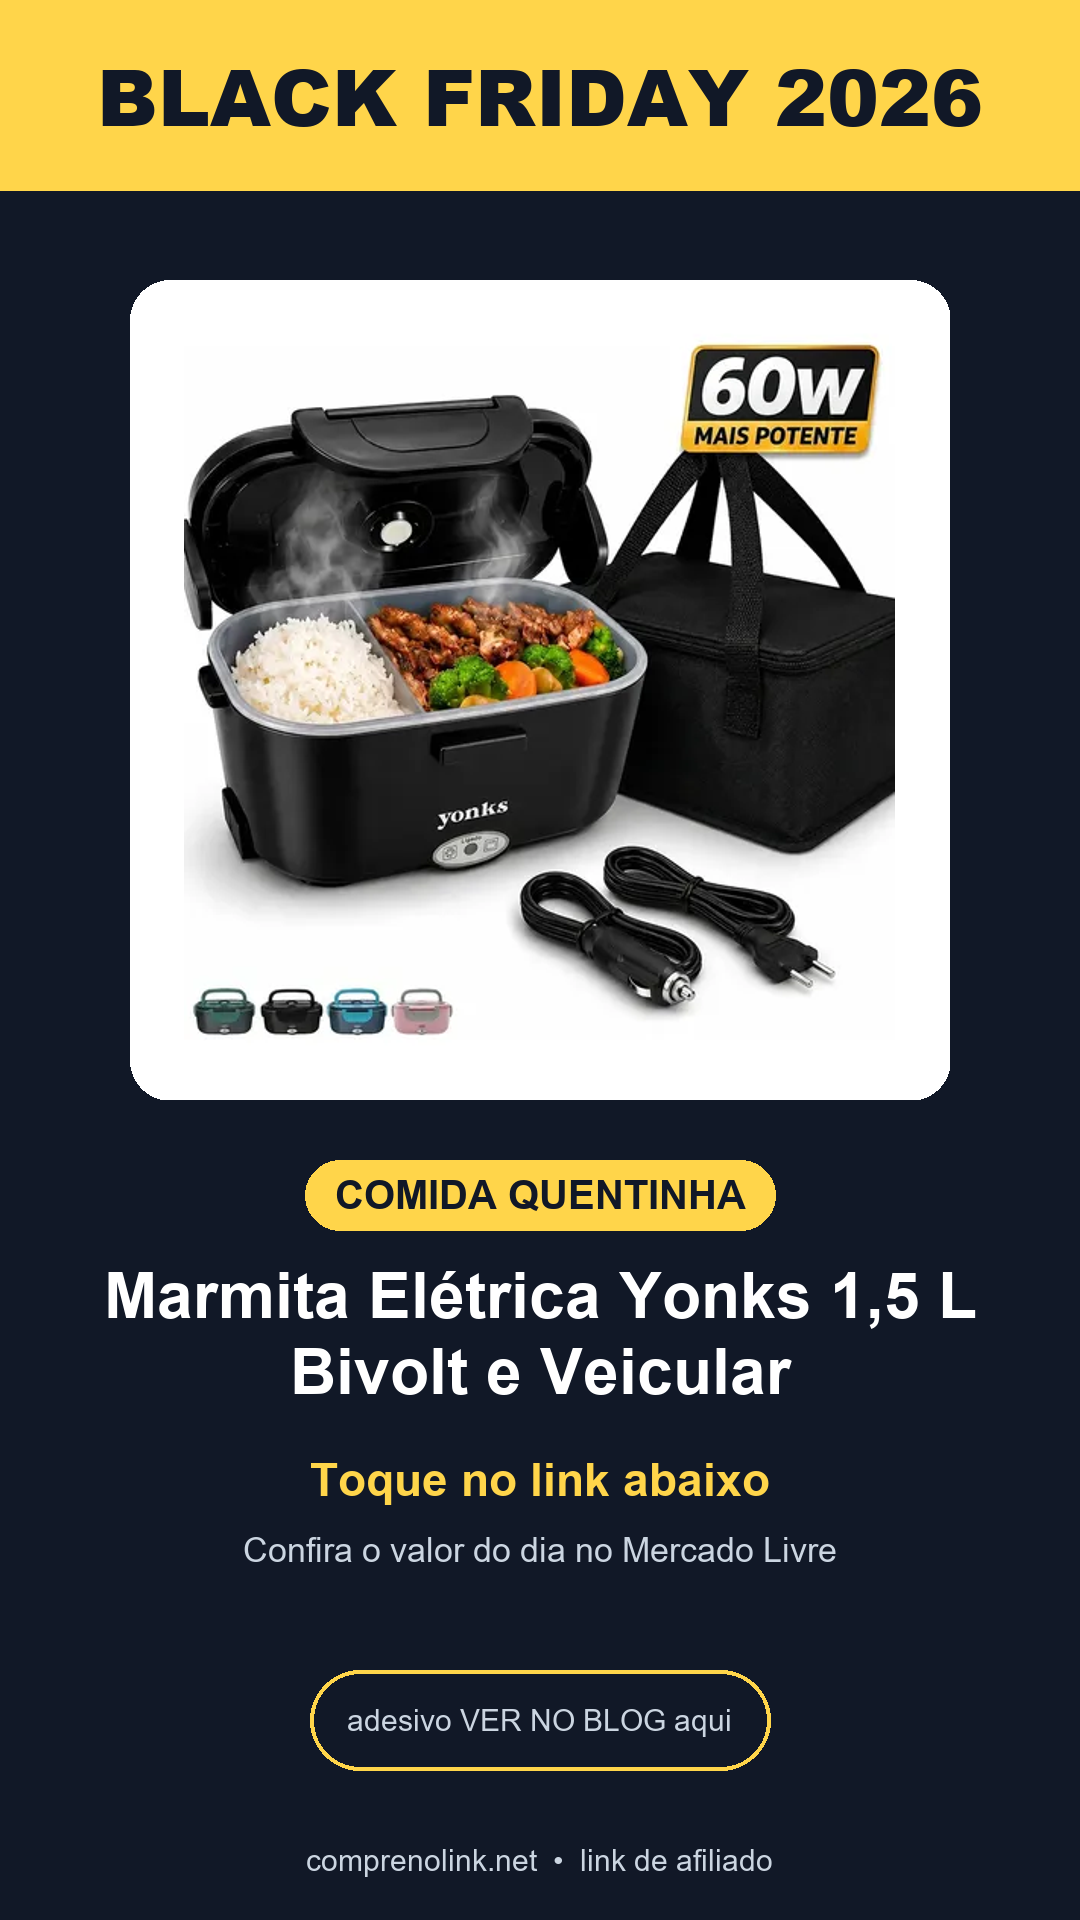 BLACK FRIDAY 2026
60W
MAIS POTENTE
yonks
COMIDA QUENTINHA
Marmita Elétrica Yonks 1,5 L
Bivolt e Veicular
Toque no link abaixo
Confira o valor do dia no Mercado Livre
adesivo VER NO BLOG aqui
comprenolink.net • link de afiliado